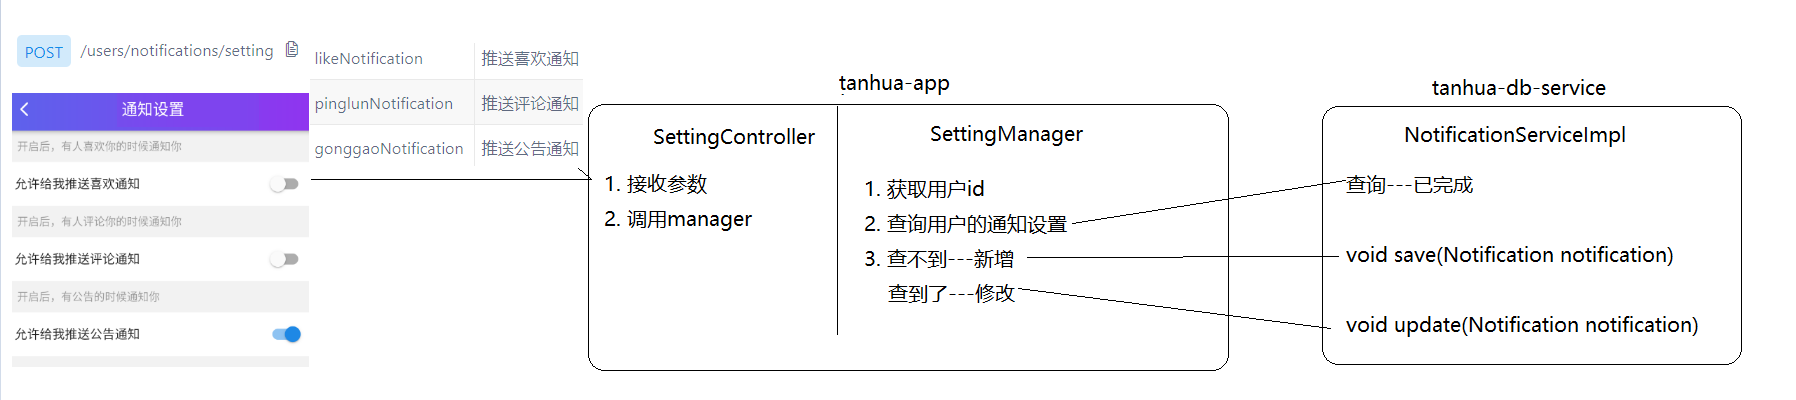 POST /users/notifications/setting
通知设置
开启后，有人喜欢你的时候通知你
允许给我推送喜欢通知
开启后，有人评论你的时候通知你
允许给我推送评论通知
开启后，有公告的时候通知你
允许给我推送公告通知
likeNotification 推送喜欢通知
pinglunNotification 推送评论通知
gonggaoNotification 推送公告通知
tanhua-app
SettingController
1. 接收参数
2. 调用manager
SettingManager
1. 获取用户id
2. 查询用户的通知设置
3. 查不到---新增
查到了---修改
tanhua-db-service
NotificationServiceImpl
查询---已完成
void save(Notification notification)
void update(Notification notification)